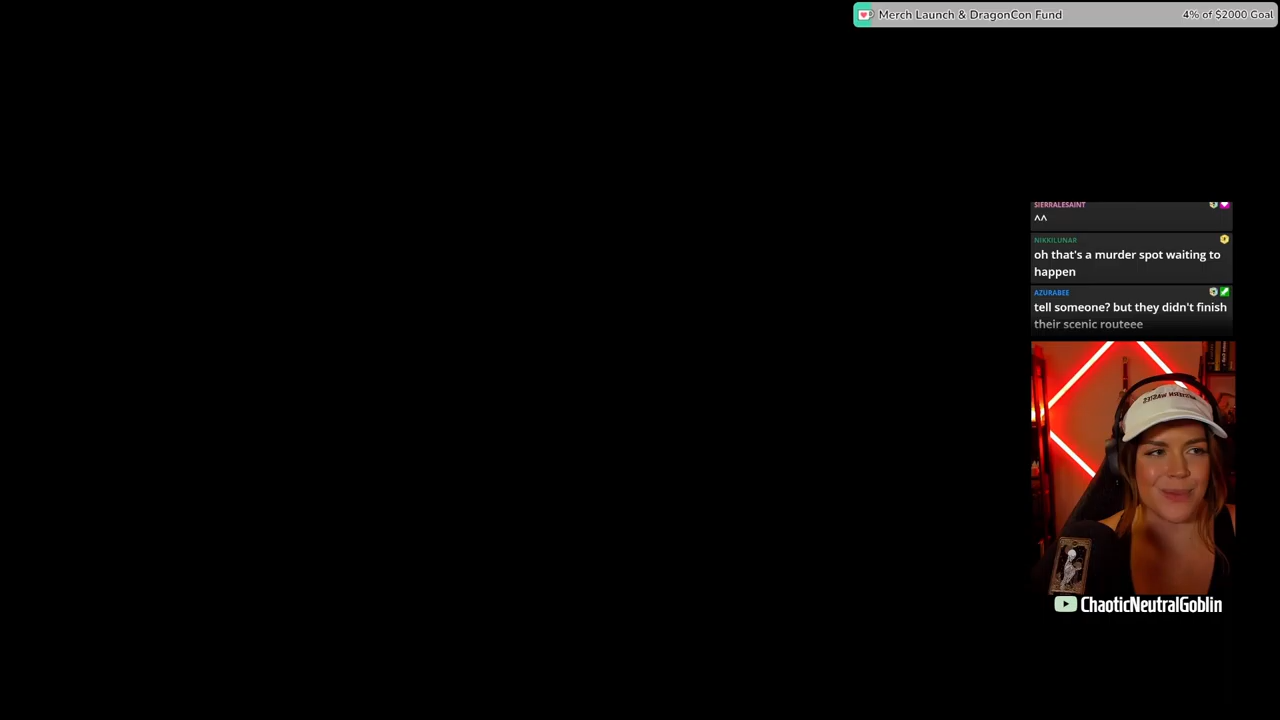 Merch Launch & DragonCon Fund
4% of $2000 Goal
SIERRALESAINT
^^
NIKKILUNAR
oh that's a murder spot waiting to
happen
AZURABEE
tell someone? but they didn't finish
their scenic routeee
ChaoticNeutralGoblin